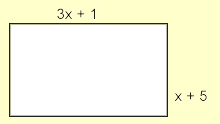 3x + 1
x + 5